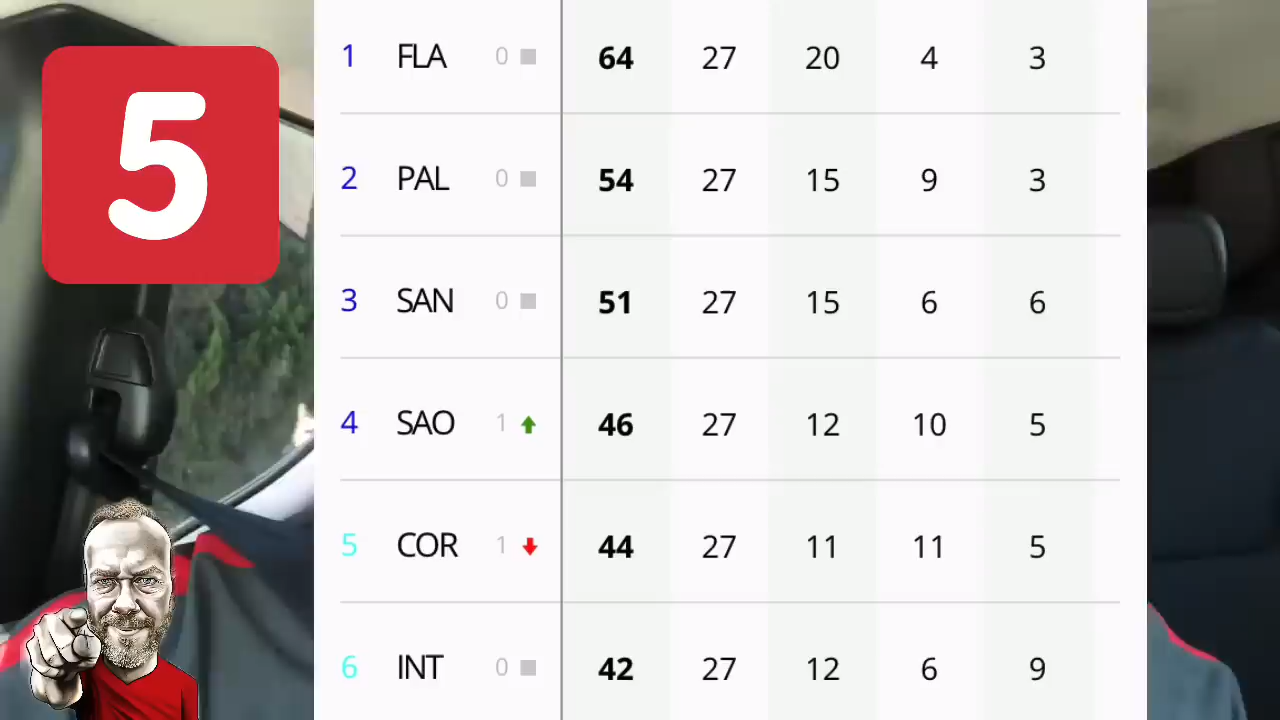 5
1 FLA 0 64 27 20 4 3
2 PAL 0 54 27 15 9 3
3 SAN 0 51 27 15 6 6
4 SAO 1 46 27 12 10 5
5 COR 1 44 27 11 11 5
6 INT 0 42 27 12 6 9